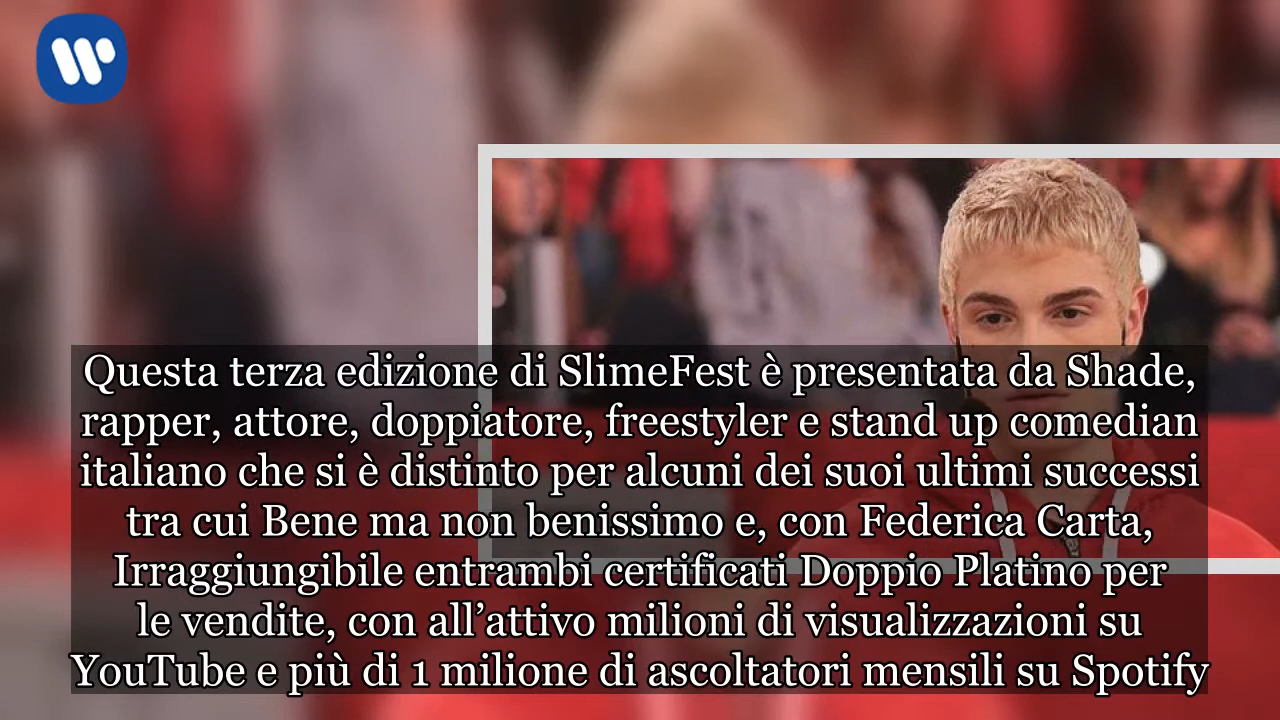 Questa terza edizione di SlimeFest è presentata da Shade,
rapper, attore, doppiatore, freestyler e stand up comedian
italiano che si è distinto per alcuni dei suoi ultimi successi
tra cui Bene ma non benissimo e, con Federica Carta,
Irraggiungibile entrambi certificati Doppio Platino per
le vendite, con all’attivo milioni di visualizzazioni su
YouTube e più di 1 milione di ascoltatori mensili su Spotify